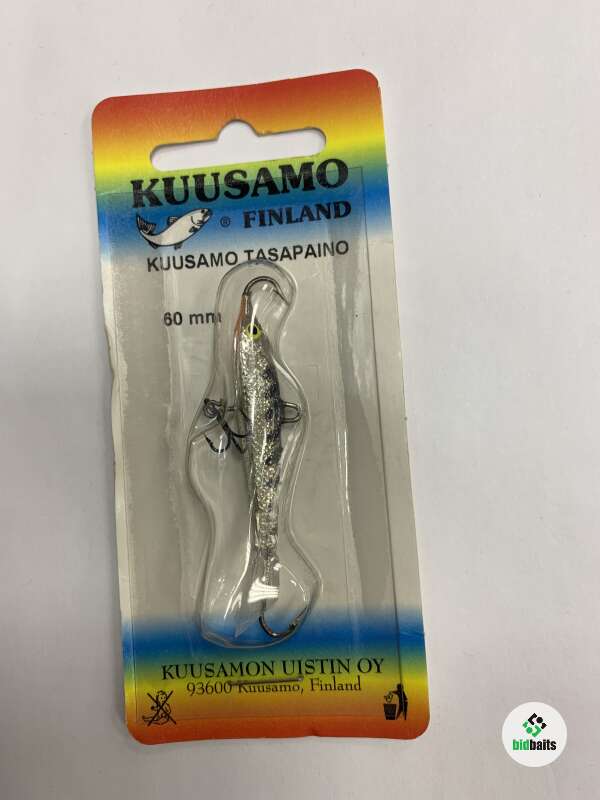 KUUSAMO
® FINLAND
KUUSAMO TASAPAINO
60 mm
KUUSAMON UISTIN OY
93600 Kuusamo, Finland
bidbaits